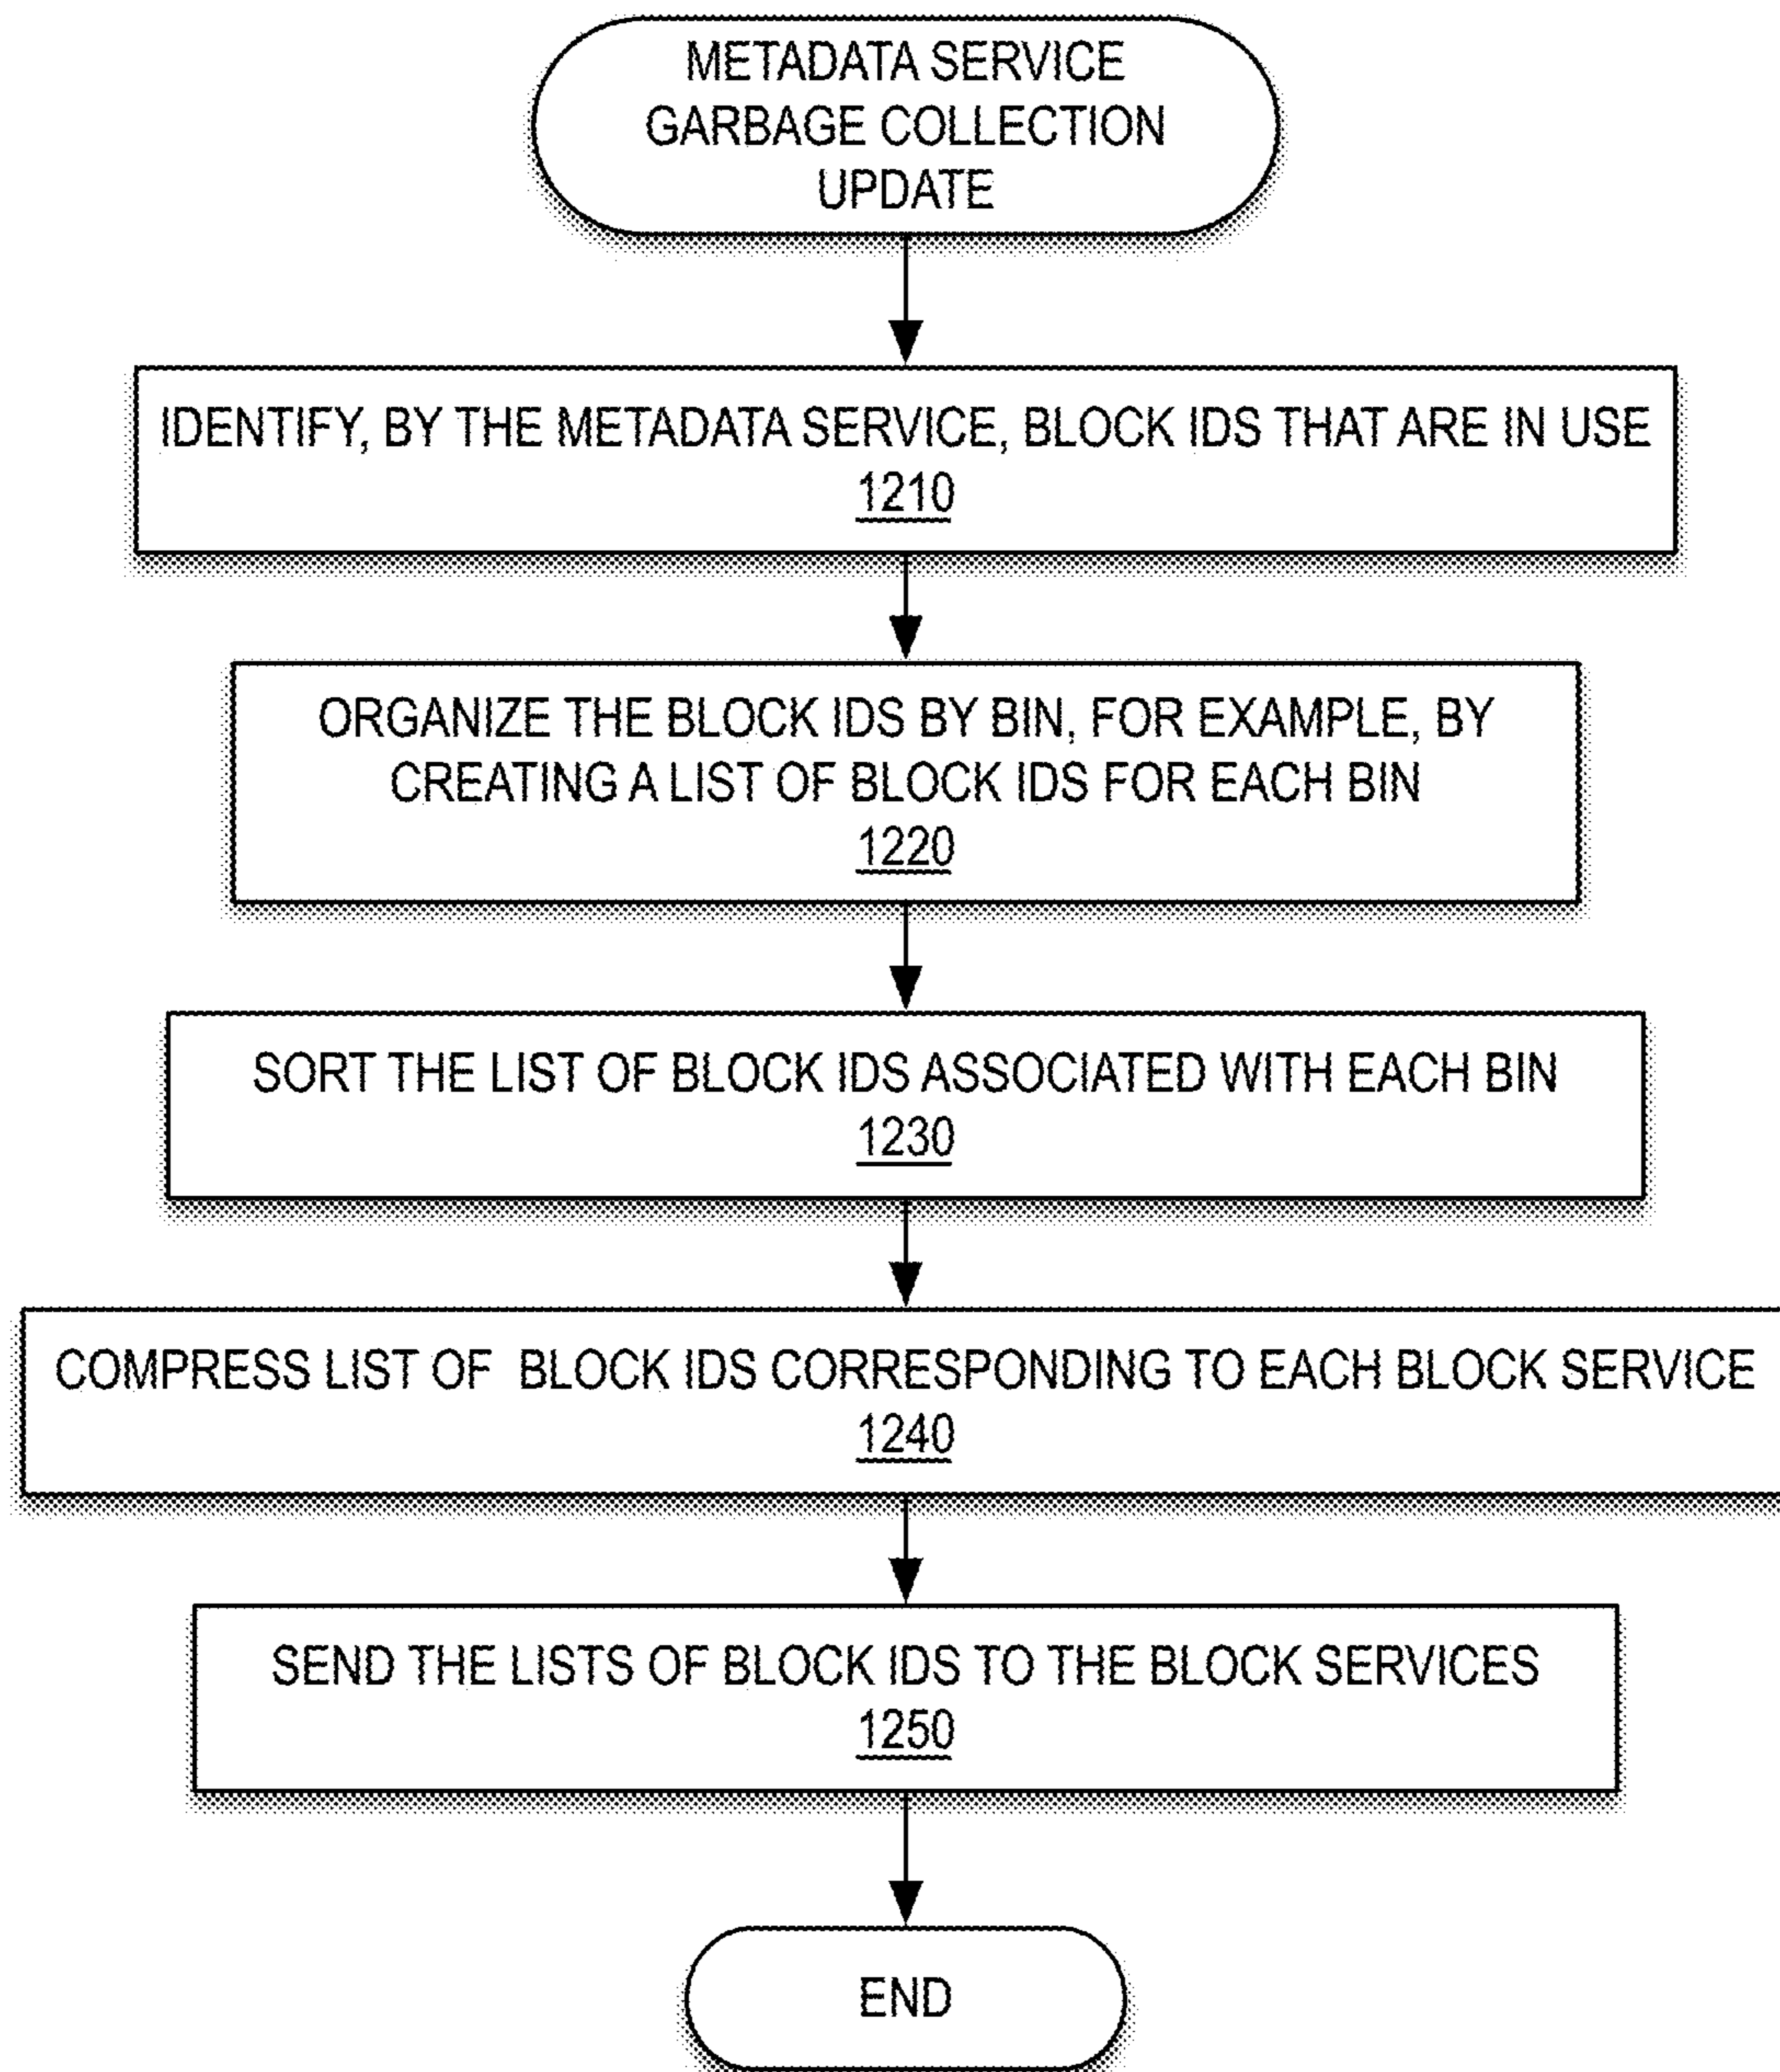 METADATA SERVICE
GARBAGE COLLECTION
UPDATE
IDENTIFY, BY THE METADATA SERVICE, BLOCK IDS THAT ARE IN USE
1210
ORGANIZE THE BLOCK IDS BY BIN, FOR EXAMPLE, BY
CREATING A LIST OF BLOCK IDS FOR EACH BIN
1220
SORT THE LIST OF BLOCK IDS ASSOCIATED WITH EACH BIN
1230
COMPRESS LIST OF BLOCK IDS CORRESPONDING TO EACH BLOCK SERVICE
1240
SEND THE LISTS OF BLOCK IDS TO THE BLOCK SERVICES
1250
END